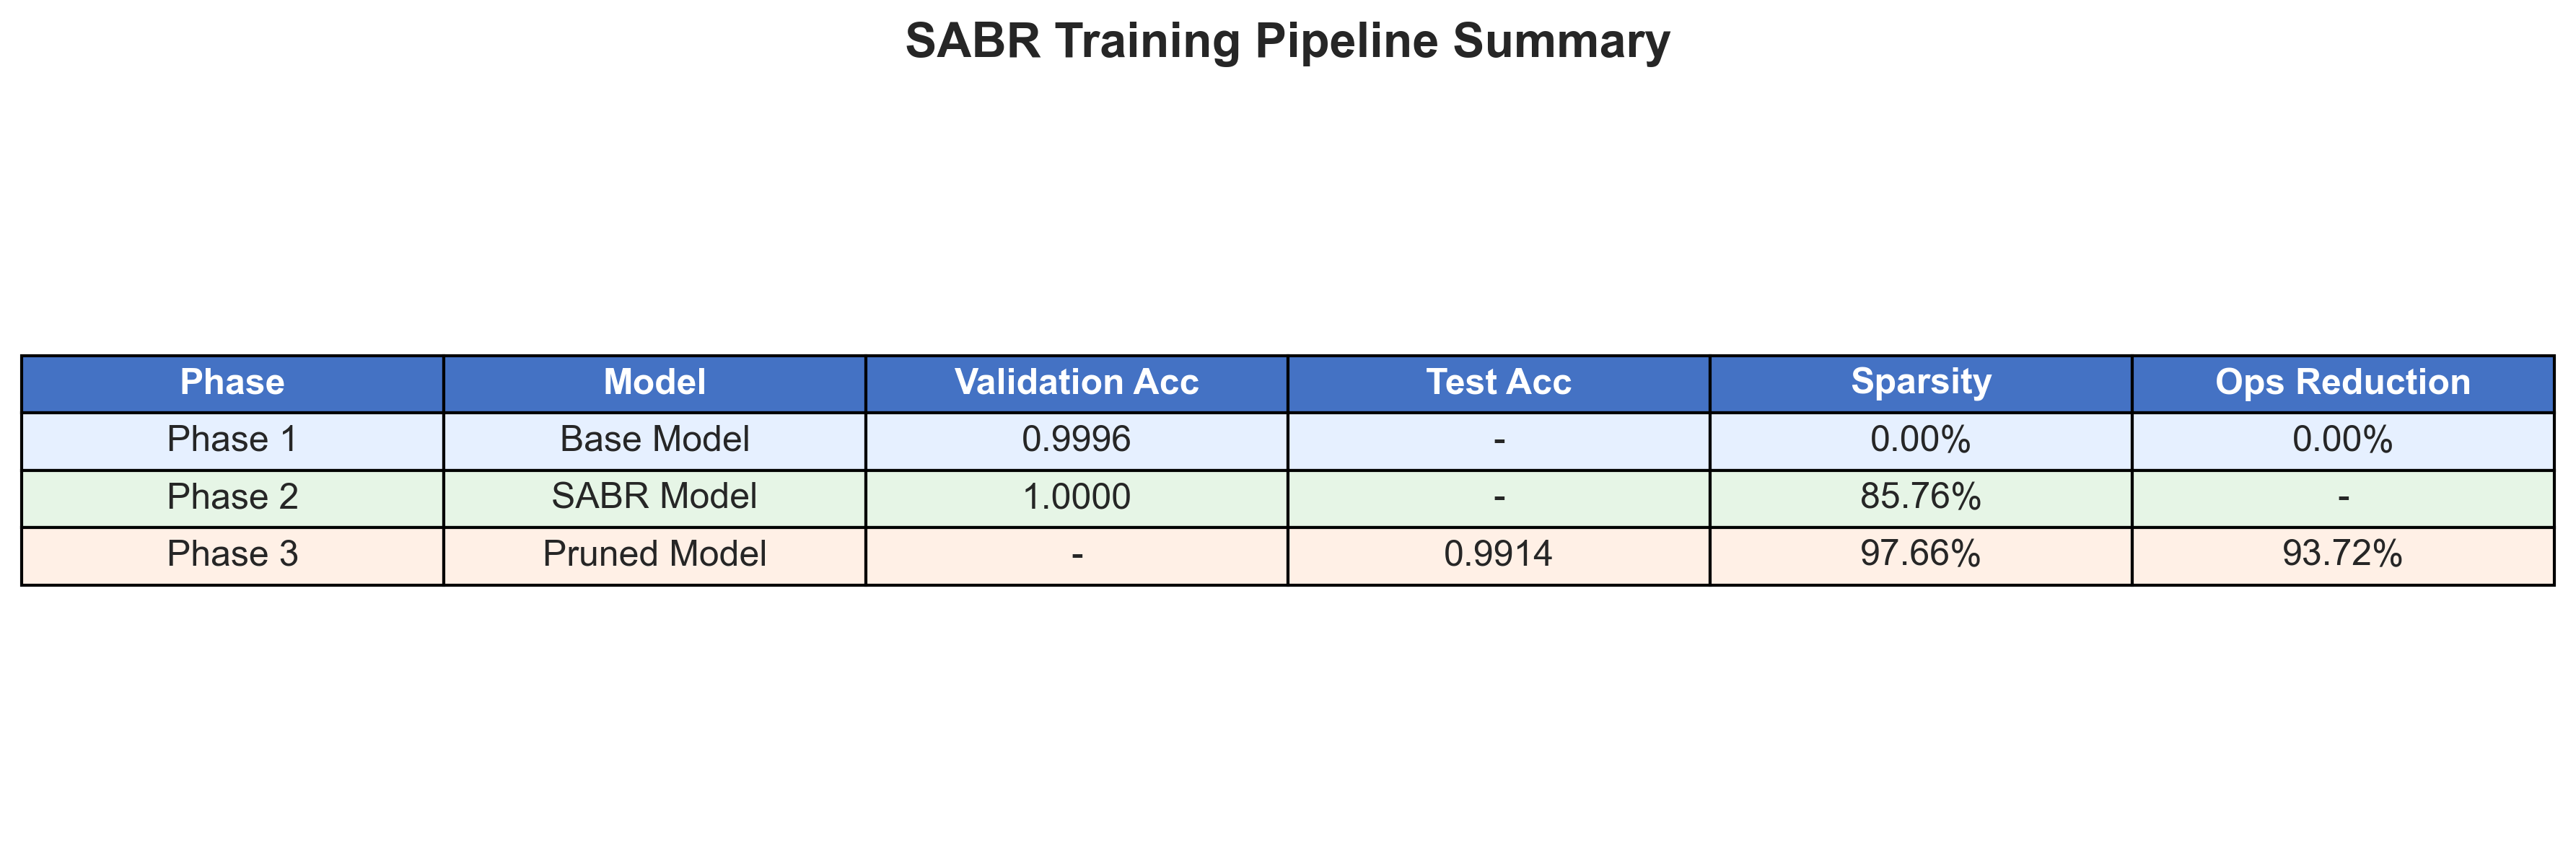 SABR Training Pipeline Summary
Phase Model Validation Acc Test Acc Sparsity Ops Reduction
Phase 1 Base Model 0.9996 - 0.00% 0.00%
Phase 2 SABR Model 1.0000 - 85.76% -
Phase 3 Pruned Model - 0.9914 97.66% 93.72%